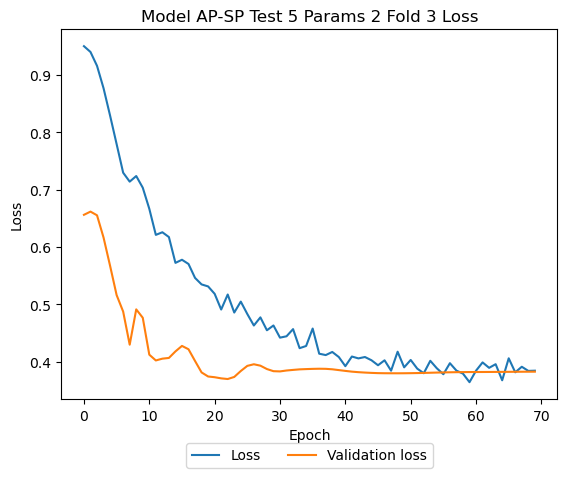 Model AP-SP Test 5 Params 2 Fold 3 Loss
0.9
0.8
0.7
0.6
0.5
0.4
Loss
0 10 20 30 40 50 60 70
Epoch
Loss Validation loss